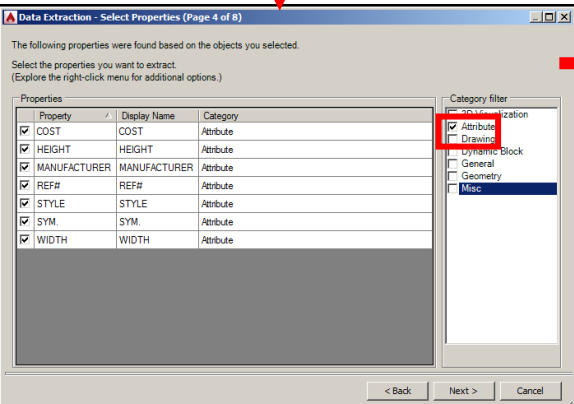 Data Extraction - Select Properties (Page 4 of 8)
The following properties were found based on the objects you selected.
Select the properties you want to extract.
(Explore the right-click menu for additional options.)
Properties
Property Display Name Category
COST COST Attribute
HEIGHT HEIGHT Attribute
MANUFACTURER MANUFACTURER Attribute
REF# REF# Attribute
STYLE STYLE Attribute
SYM. SYM. Attribute
WIDTH WIDTH Attribute
Category filter
3D Visualization
Attribute
Drawing
Dynamic Block
General
Geometry
Misc
< Back Next > Cancel